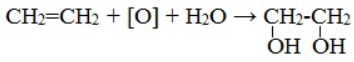 CH₂=CH₂ + [O] + H₂O → CH₂-CH₂
OH OH